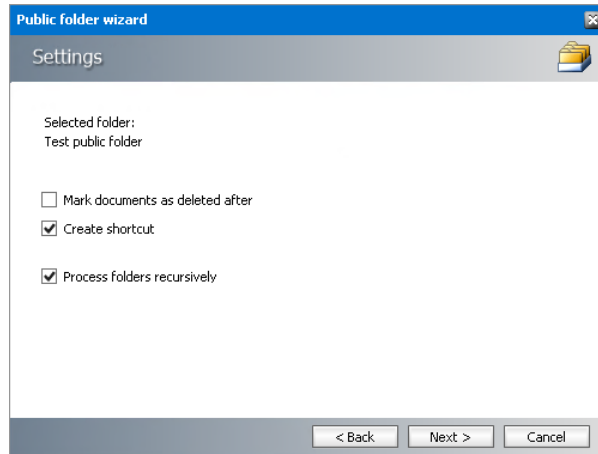 Public folder wizard
Settings
Selected folder:
Test public folder
Mark documents as deleted after
Create shortcut
Process folders recursively
< Back Next > Cancel